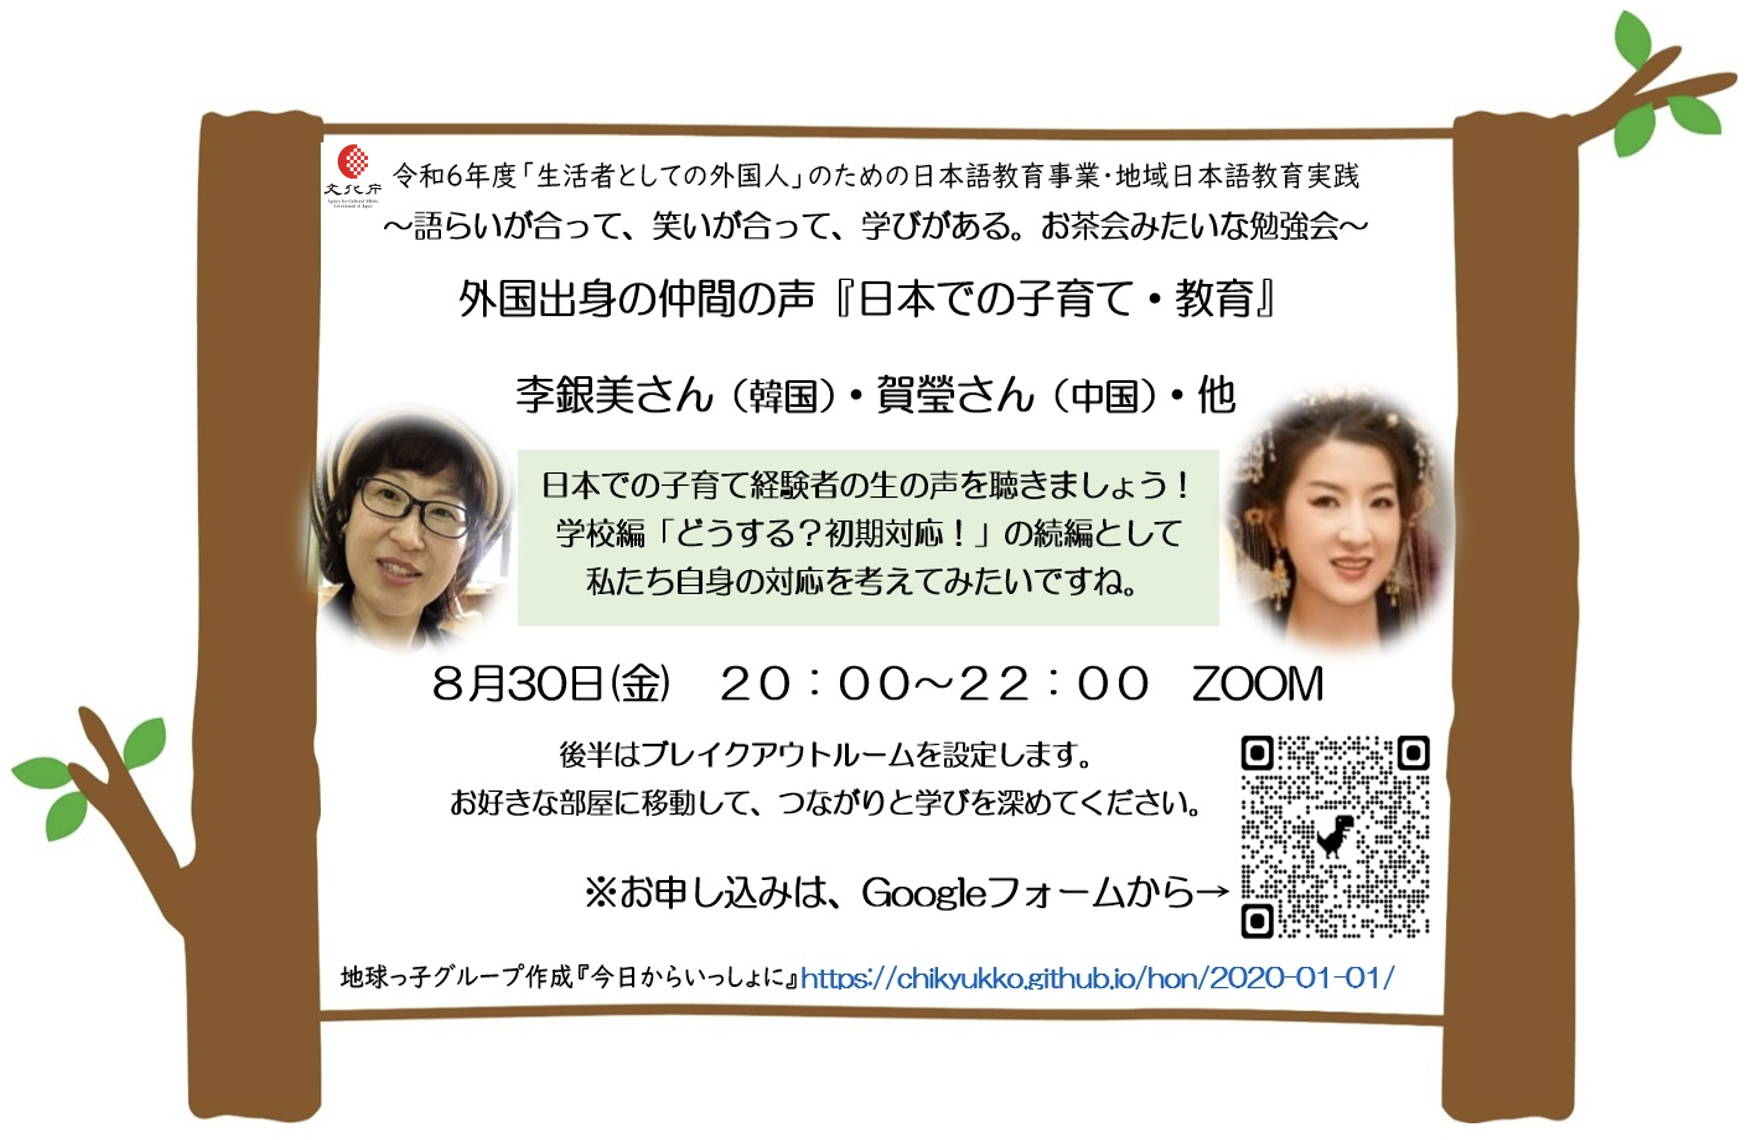 令和6年度「生活者としての外国人」のための日本語教育事業・地域日本語教育実践
文化庁
Agency for Cultural Affairs,
Government of Japan
～語らいが合って、笑いが合って、学びがある。お茶会みたいな勉強会～
外国出身の仲間の声『日本での子育て・教育』
李銀美さん（韓国）・賀瑩さん（中国）・他
日本での子育て経験者の生の声を聴きましょう！
学校編「どうする？初期対応！」の続編として
私たち自身の対応を考えてみたいですね。
８月30日(金)　２０：００～２２：００　ZOOM
後半はブレイクアウトルームを設定します。
お好きな部屋に移動して、つながりと学びを深めてください。
※お申し込みは、Googleフォームから→
地球っ子グループ作成『今日からいっしょに』https://chikyukko.github.io/hon/2020-01-01/